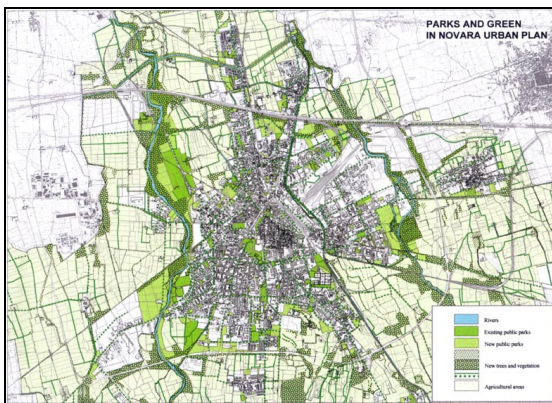 PARKS AND GREEN
IN NOVARA URBAN PLAN
Rivers
Existing public parks
New public parks
New trees and vegetation
Agricultural areas